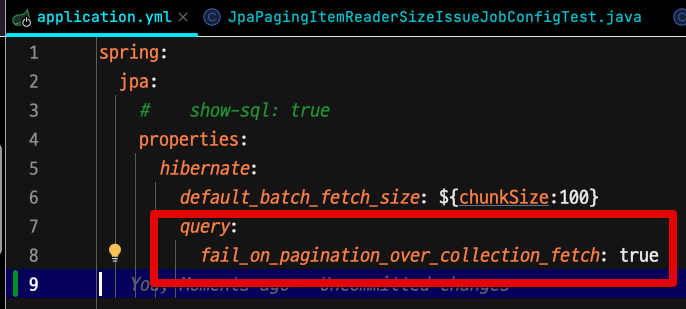 application.yml × JpaPagingItemReaderSizeIssueJobConfigTest.java
1 spring:
2 jpa:
3 # show-sql: true
4 properties:
5 hibernate:
6 default_batch_fetch_size: ${chunkSize:100}
7 query:
8 fail_on_pagination_over_collection_fetch: true
9 You, Moments ago Uncommitted changes